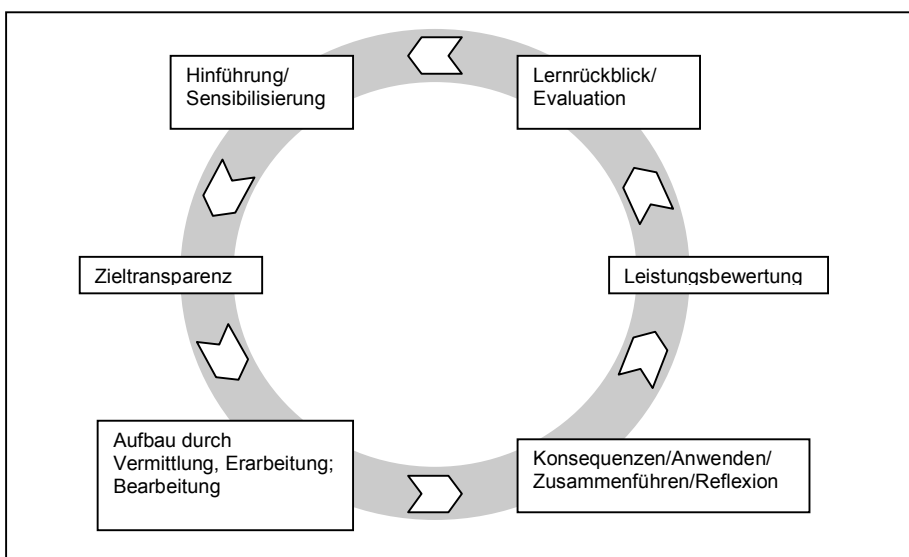 Hinführung/
Sensibilisierung
Lernrückblick/
Evaluation
Zieltransparenz
Leistungsbewertung
Aufbau durch
Vermittlung, Erarbeitung;
Bearbeitung
Konsequenzen/Anwenden/
Zusammenführen/Reflexion